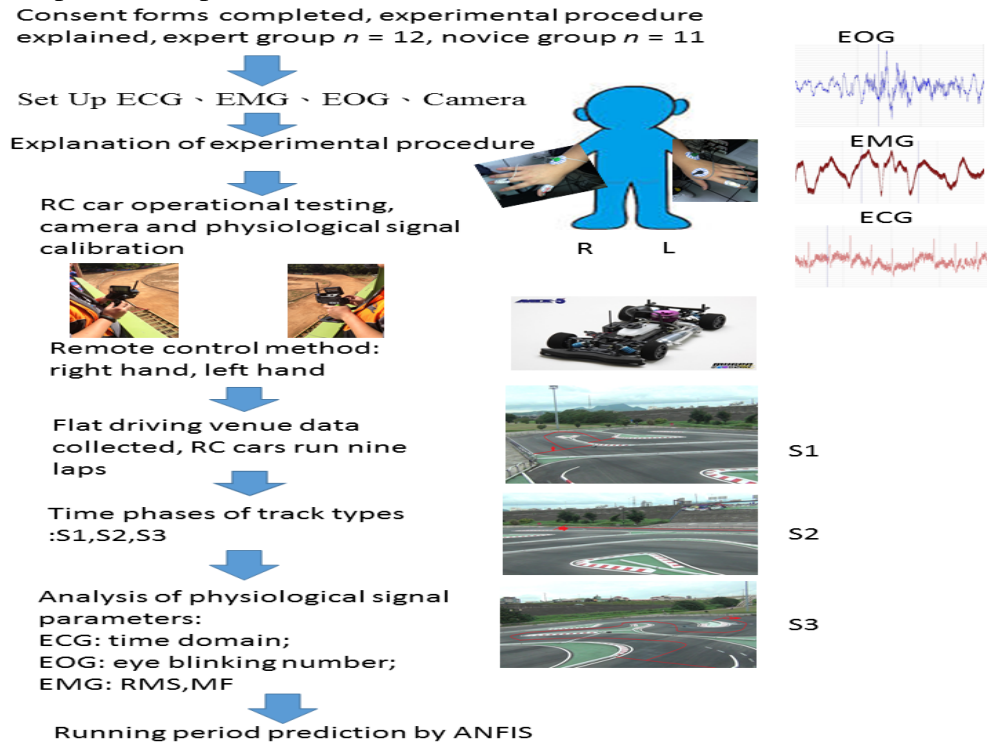 Consent forms completed, experimental procedure
explained, expert group n = 12, novice group n = 11
Set Up ECG、EMG、EOG、Camera
Explanation of experimental procedure
RC car operational testing,
camera and physiological signal
calibration
Remote control method:
right hand, left hand
Flat driving venue data
collected, RC cars run nine
laps
Time phases of track types
:S1,S2,S3
Analysis of physiological signal
parameters:
ECG: time domain;
EOG: eye blinking number;
EMG: RMS,MF
Running period prediction by ANFIS
R
L
EOG
EMG
ECG
S1
S2
S3